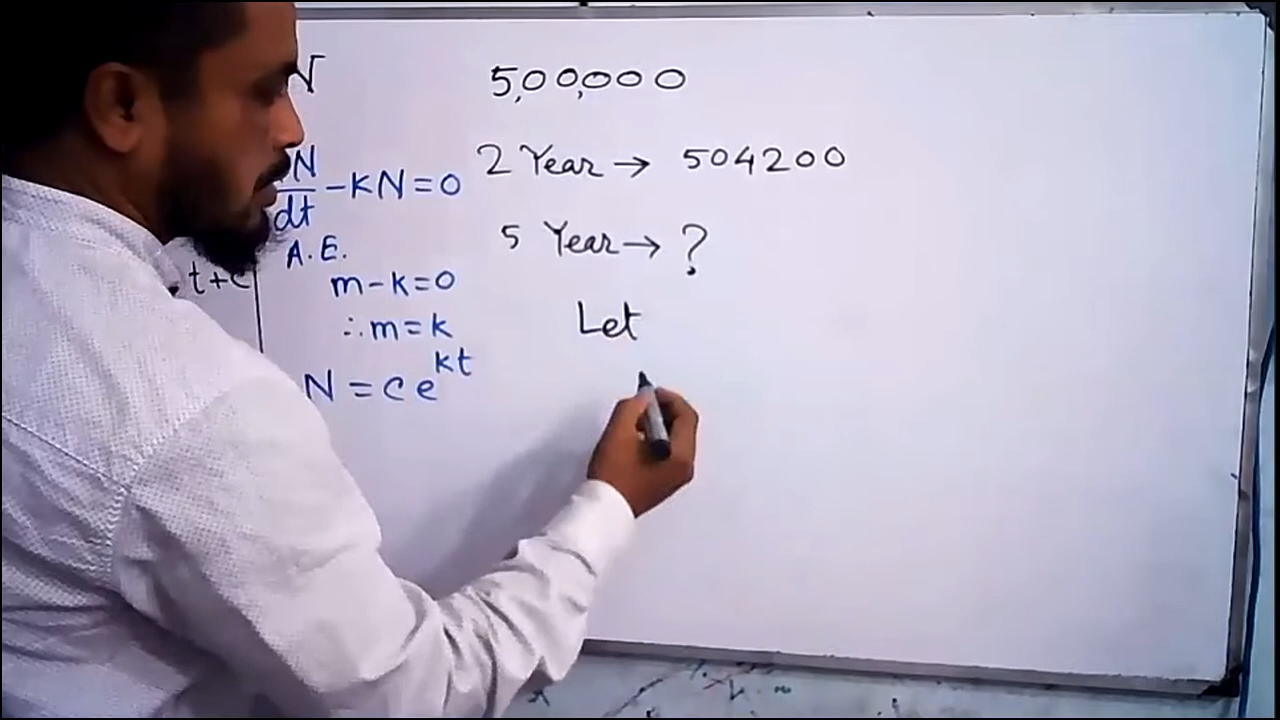 N
dN
dt
-KN=0
A.E.
m-k=0
∴m=k
N=ce^kt
t+c
5,00,000
2 Year → 504200
5 Year → ?
Let